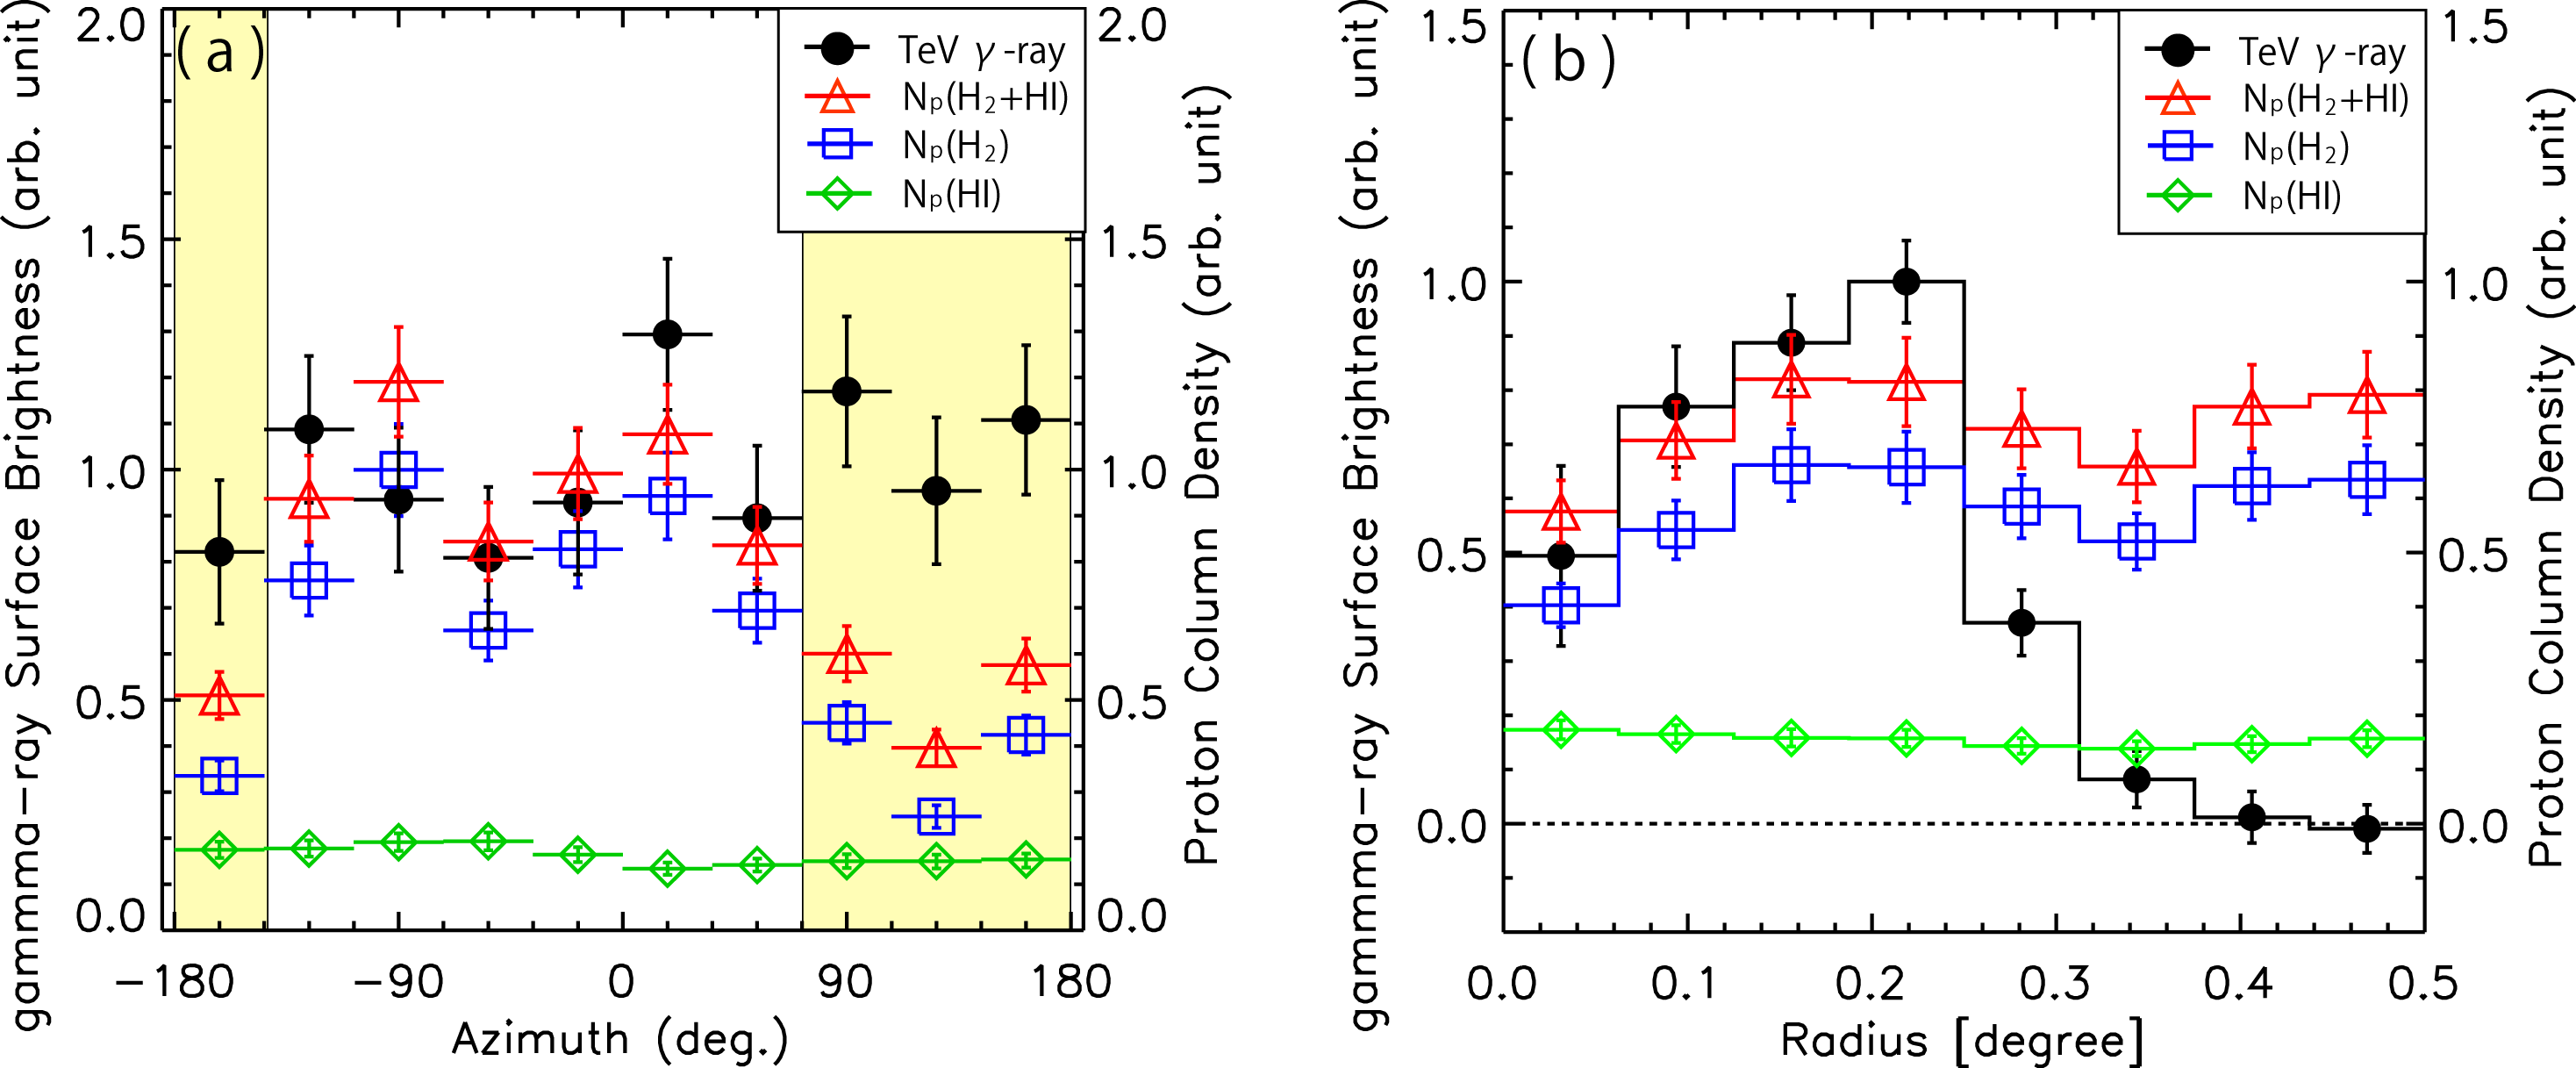 (a)
gammma-ray Surface Brightness (arb. unit)
2.0
1.5
1.0
0.5
0.0
TeV γ-ray
Nₚ(H₂+HI)
Nₚ(H₂)
Nₚ(HI)
2.0
1.5
1.0
0.5
0.0
Proton Column Density (arb. unit)
-180 -90 0 90 180
Azimuth (deg.)
(b)
gammma-ray Surface Brightness (arb. unit)
1.5
1.0
0.5
0.0
TeV γ-ray
Nₚ(H₂+HI)
Nₚ(H₂)
Nₚ(HI)
1.5
1.0
0.5
0.0
Proton Column Density (arb. unit)
0.0 0.1 0.2 0.3 0.4 0.5
Radius [degree]